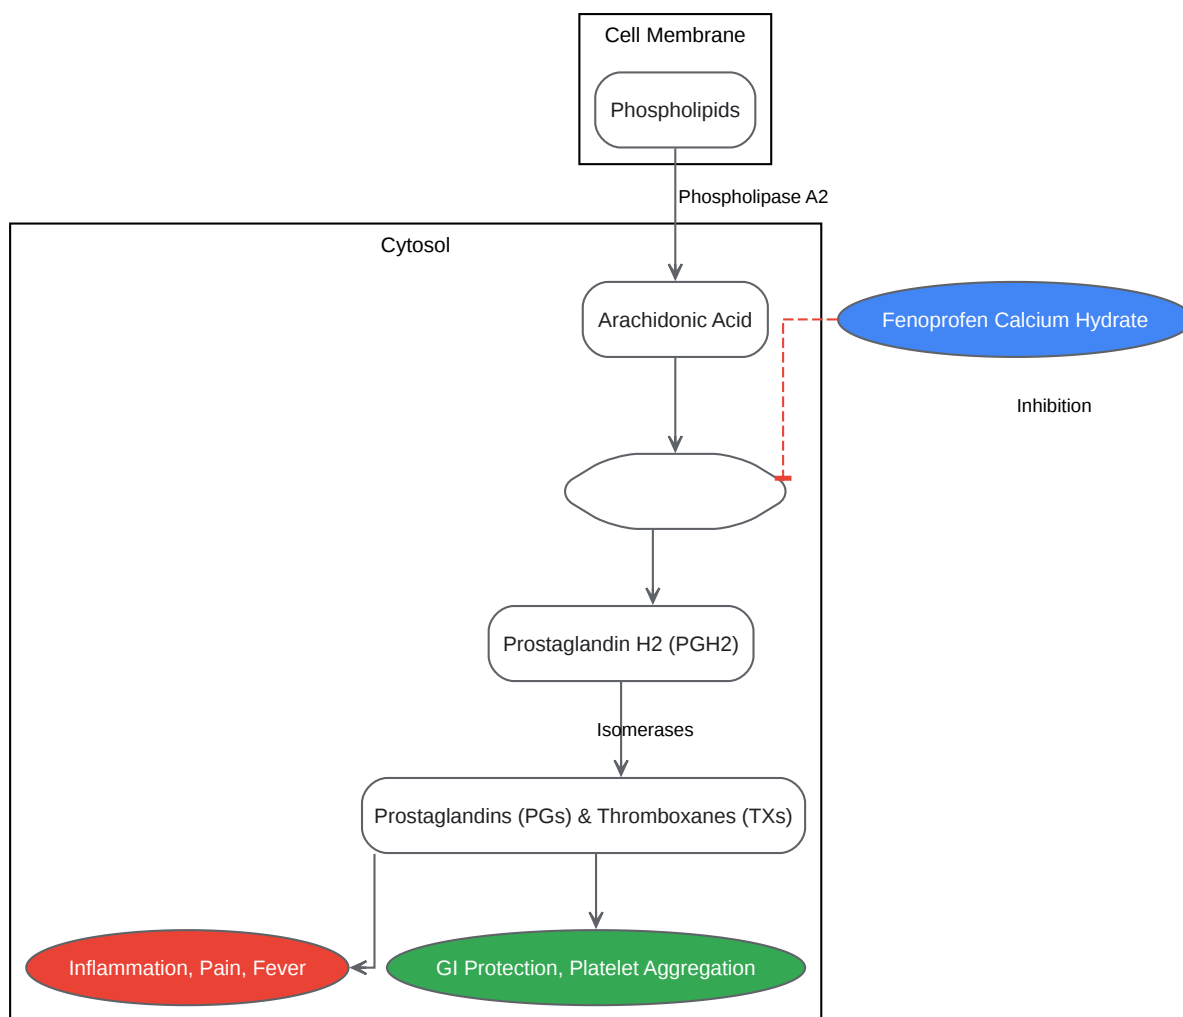 Cell Membrane
Phospholipids
Phospholipase A2
Cytosol
Arachidonic Acid
Fenoprofen Calcium Hydrate
Inhibition
Prostaglandin H2 (PGH2)
Isomerases
Prostaglandins (PGs) & Thromboxanes (TXs)
Inflammation, Pain, Fever
GI Protection, Platelet Aggregation